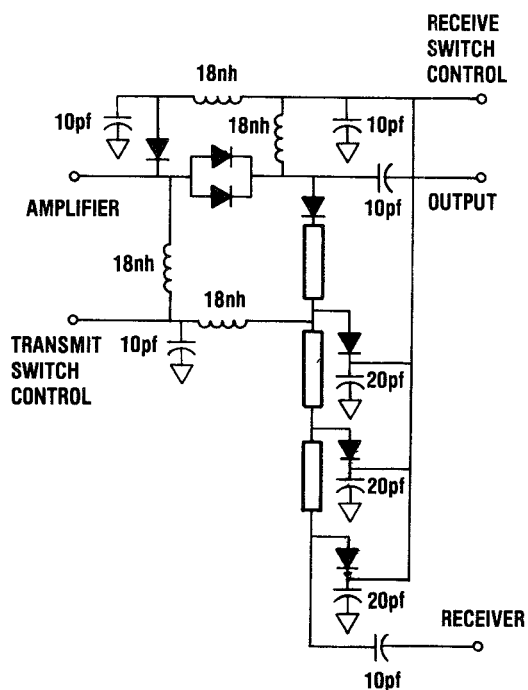 RECEIVE
SWITCH
CONTROL
18nh
10pf
18nh
10pf
AMPLIFIER
10pf
OUTPUT
18nh
18nh
TRANSMIT
SWITCH
CONTROL
10pf
20pf
20pf
20pf
RECEIVER
10pf